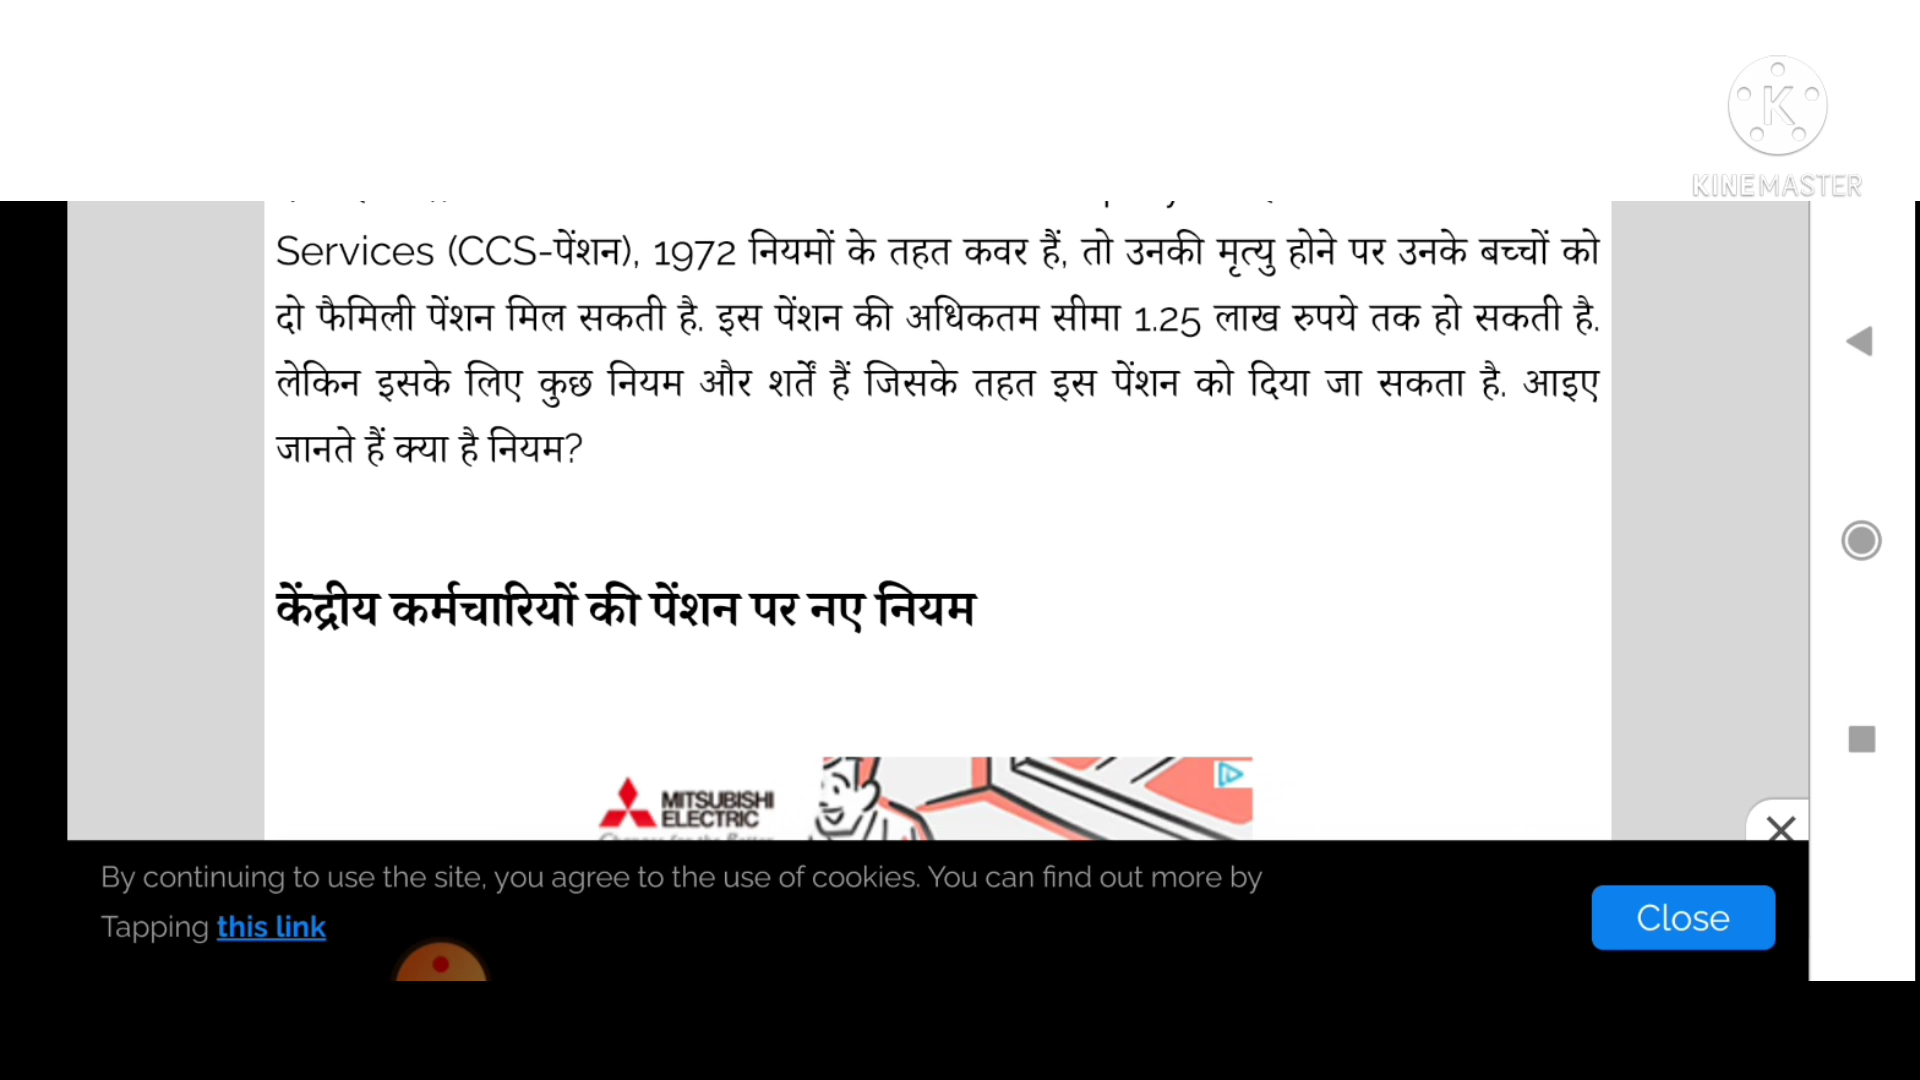 KINEMASTER
Services (CCS-पेंशन), 1972 नियमों के तहत कवर हैं, तो उनकी मृत्यु होने पर उनके बच्चों को
दो फैमिली पेंशन मिल सकती है. इस पेंशन की अधिकतम सीमा 1.25 लाख रुपये तक हो सकती है.
लेकिन इसके लिए कुछ नियम और शर्तें हैं जिसके तहत इस पेंशन को दिया जा सकता है. आइए
जानते हैं क्या है नियम?
केंद्रीय कर्मचारियों की पेंशन पर नए नियम
MITSUBISHI
ELECTRIC
By continuing to use the site, you agree to the use of cookies. You can find out more by
Tapping this link
Close